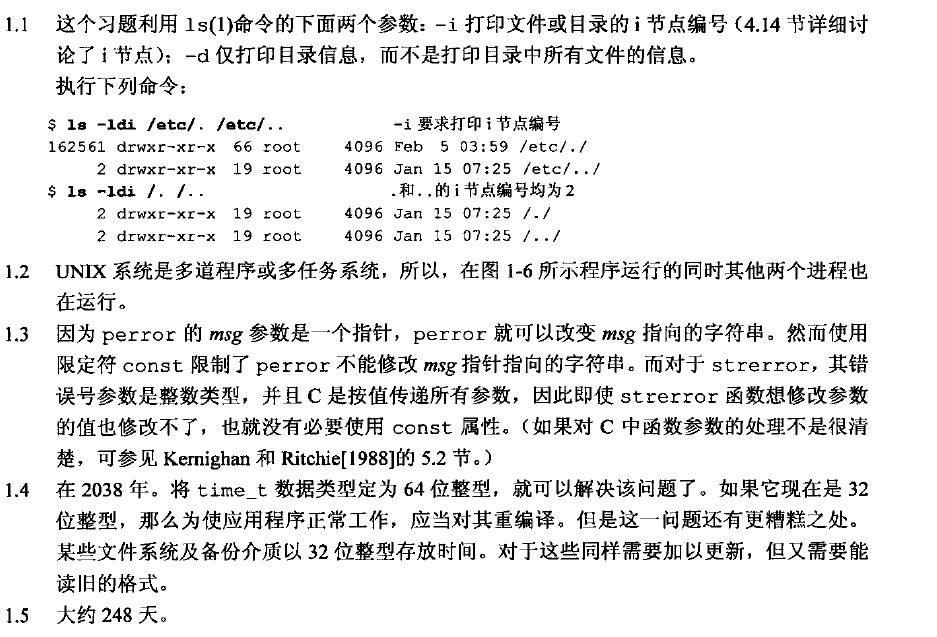 1.1 这个习题利用 ls(1)命令的下面两个参数：-i 打印文件或目录的 i 节点编号（4.14 节详细讨
论了 i 节点）；-d 仅打印目录信息，而不是打印目录中所有文件的信息。
执行下列命令：
$ ls -ldi /etc/. /etc/.. -i 要求打印 i 节点编号
162561 drwxr-xr-x 66 root 4096 Feb 5 03:59 /etc/./
2 drwxr-xr-x 19 root 4096 Jan 15 07:25 /etc/../
$ ls -ldi /. /.. .和..的 i 节点编号均为 2
2 drwxr-xr-x 19 root 4096 Jan 15 07:25 /./
2 drwxr-xr-x 19 root 4096 Jan 15 07:25 /../
1.2 UNIX 系统是多道程序或多任务系统，所以，在图 1-6 所示程序运行的同时其他两个进程也
在运行。
1.3 因为 perror 的 msg 参数是一个指针，perror 就可以改变 msg 指向的字符串。然而使用
限定符 const 限制了 perror 不能修改 msg 指针指向的字符串。而对于 strerror，其错
误号参数是整数类型，并且 C 是按值传递所有参数，因此即使 strerror 函数想修改参数
的值也修改不了，也就没有必要使用 const 属性。（如果对 C 中函数参数的处理不是很清
楚，可参见 Kernighan 和 Ritchie[1988]的 5.2 节。）
1.4 在 2038 年。将 time_t 数据类型定为 64 位整型，就可以解决该问题了。如果它现在是 32
位整型，那么为使应用程序正常工作，应当对其重编译。但是这一问题还有更糟糕之处。
某些文件系统及备份介质以 32 位整型存放时间。对于这些同样需要加以更新，但又需要能
读旧的格式。
1.5 大约 248 天。